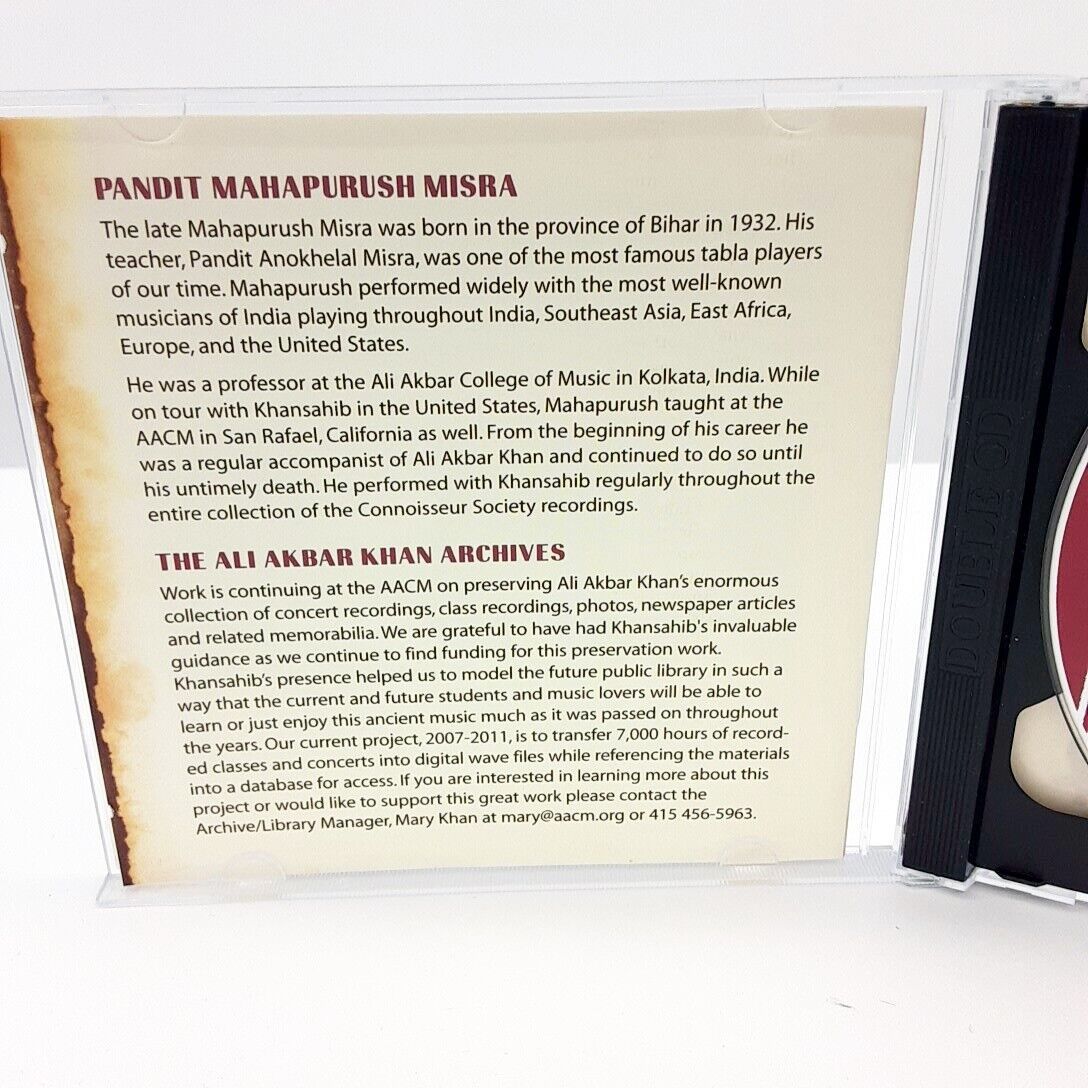 PANDIT MAHAPURUSH MISRA
The late Mahapurush Misra was born in the province of Bihar in 1932. His
teacher, Pandit Anokhelal Misra, was one of the most famous tabla players
of our time. Mahapurush performed widely with the most well-known
musicians of India playing throughout India, Southeast Asia, East Africa,
Europe, and the United States.
He was a professor at the Ali Akbar College of Music in Kolkata, India. While
on tour with Khansahib in the United States, Mahapurush taught at the
AACM in San Rafael, California as well. From the beginning of his career he
was a regular accompanist of Ali Akbar Khan and continued to do so until
his untimely death. He performed with Khansahib regularly throughout the
entire collection of the Connoisseur Society recordings.
THE ALI AKBAR KHAN ARCHIVES
Work is continuing at the AACM on preserving Ali Akbar Khan's enormous
collection of concert recordings, class recordings, photos, newspaper articles
and related memorabilia. We are grateful to have had Khansahib's invaluable
guidance as we continue to find funding for this preservation work.
Khansahib's presence helped us to model the future public library in such a
way that the current and future students and music lovers will be able to
learn or just enjoy this ancient music much as it was passed on throughout
the years. Our current project, 2007-2011, is to transfer 7,000 hours of record-
ed classes and concerts into digital wave files while referencing the materials
into a database for access. If you are interested in learning more about this
project or would like to support this great work please contact the
Archive/Library Manager, Mary Khan at mary@aacm.org or 415 456-5963.
DOUBLE CD